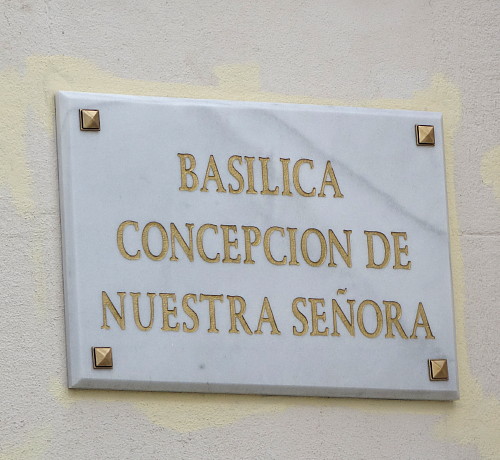 BASILICA
CONCEPCION DE
NUESTRA SEÑORA